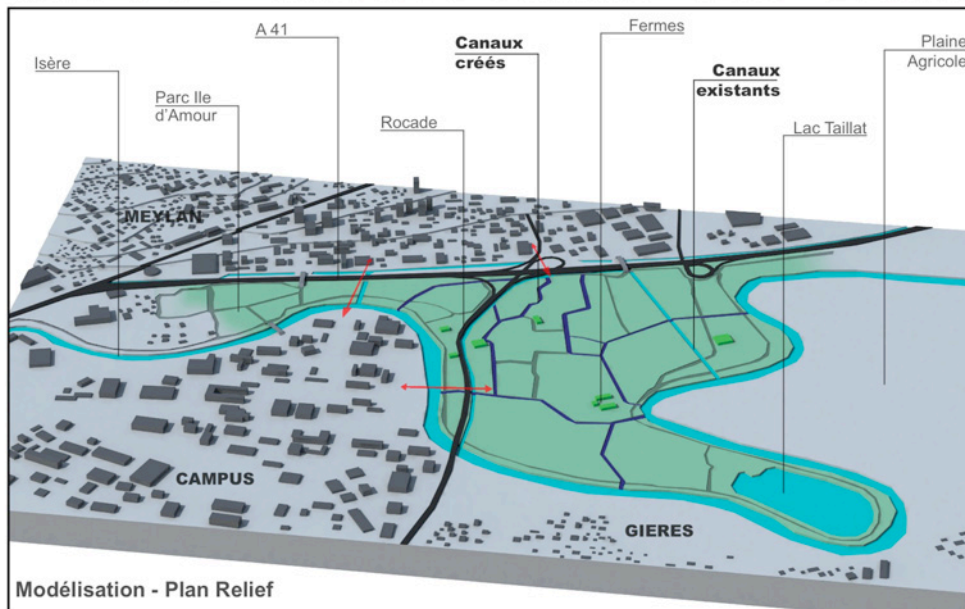 A 41
Fermes
Canaux
créés
Plaine
Agricole
Isère
Canaux
existants
Parc Ile
d'Amour
Rocade
Lac Taillat
MEYLAN
CAMPUS
GIERES
Modélisation - Plan Relief